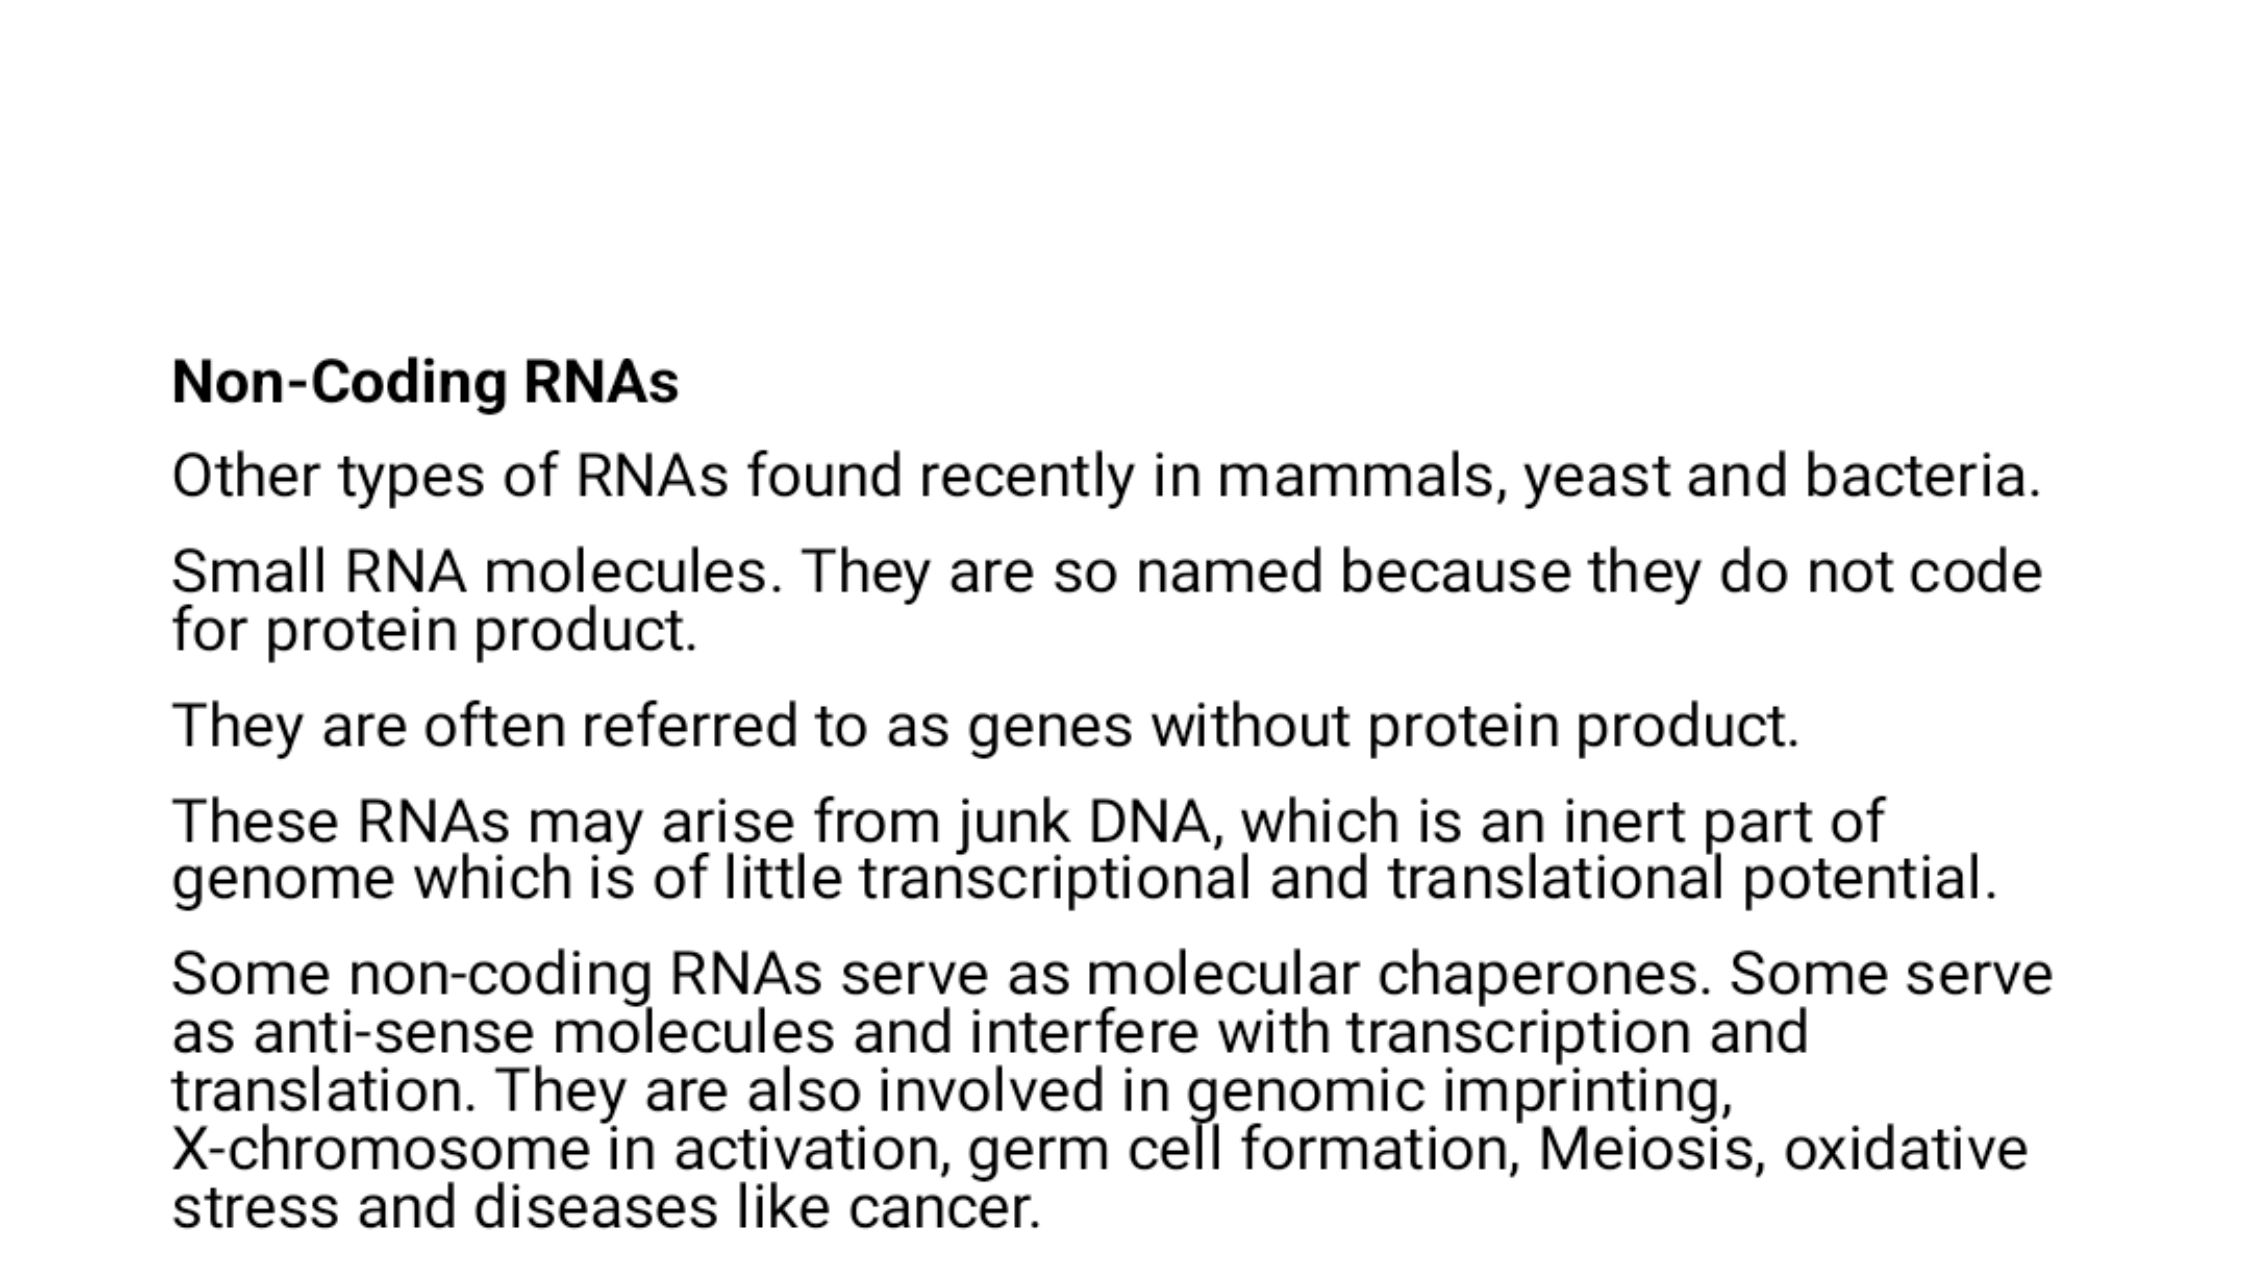 Non-Coding RNAs
Other types of RNAs found recently in mammals, yeast and bacteria.
Small RNA molecules. They are so named because they do not code
for protein product.
They are often referred to as genes without protein product.
These RNAs may arise from junk DNA, which is an inert part of
genome which is of little transcriptional and translational potential.
Some non-coding RNAs serve as molecular chaperones. Some serve
as anti-sense molecules and interfere with transcription and
translation. They are also involved in genomic imprinting,
X-chromosome in activation, germ cell formation, Meiosis, oxidative
stress and diseases like cancer.